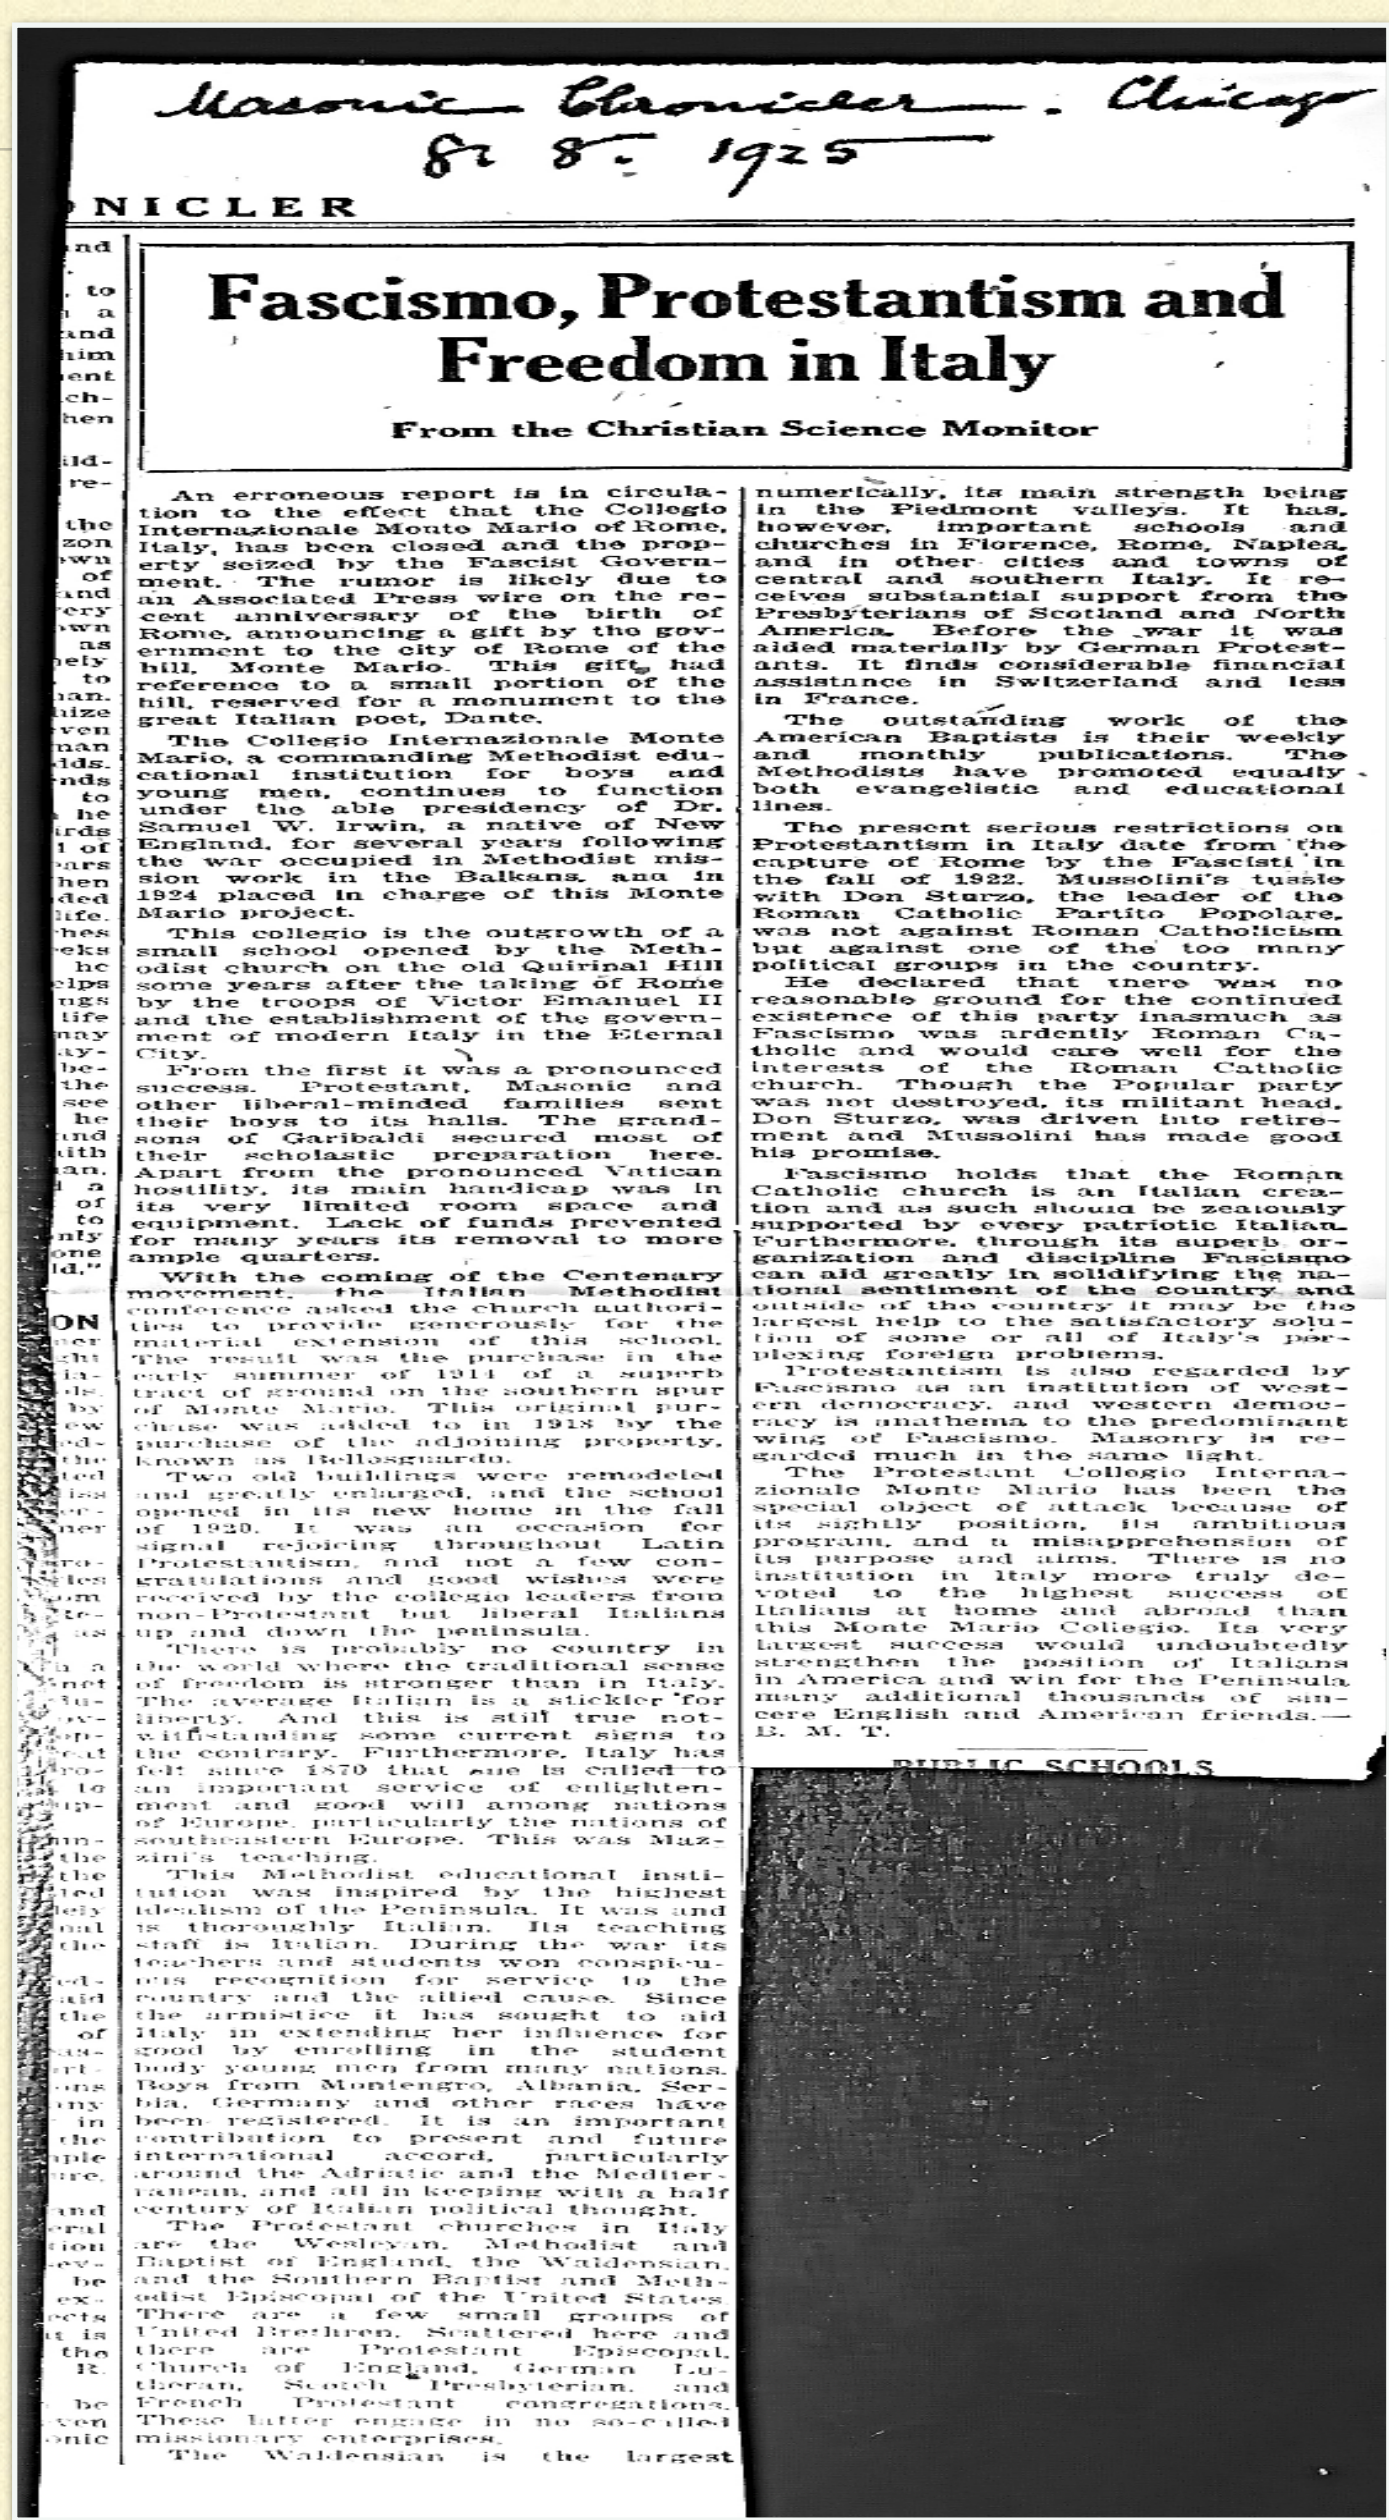 Masonic Chronicler. Chicago
8. 1925
NICLER
Fascismo, Protestantism and
Freedom in Italy
From the Christian Science Monitor
An erroneous report is in circula-
tion to the effect that the Collegio
Internazionale Monte Mario of Rome,
Italy, has been closed and the prop-
erty seized by the Fascist Govern-
ment. The rumor is likely due to
an Associated Press wire on the re-
cent anniversary of the birth of
Rome, announcing a gift by the gov-
ernment to the city of Rome of the
hill, Monte Mario. This gift had
reference to a small portion of the
hill, reserved for a monument to the
great Italian poet, Dante.
The Collegio Internazionale Monte
Mario, a commanding Methodist edu-
cational institution for boys and
young men, continues to function
under the able presidency of Dr.
Samuel W. Irwin, a native of New
England, for several years following
the war occupied in Methodist mis-
sion work in the Balkans, and in
1924 placed in charge of this Monte
Mario project.
This collegio is the outgrowth of a
small school opened by the Meth-
odist church on the old Quirinal Hill
some years after the taking of Rome
by the troops of Victor Emanuel II
and the establishment of the govern-
ment of modern Italy in the Eternal
City.
From the first it was a pronounced
success. Protestant, Masonic and
other liberal-minded families sent
their boys to its halls. The grand-
sons of Garibaldi secured most of
their scholastic preparation here.
Apart from the pronounced Vatican
hostility, its main handicap was in
its very limited room space and
equipment. Lack of funds prevented
for many years its removal to more
ample quarters.
With the coming of the Centenary
movement, the Italian Methodist
conference asked the church authori-
ties to provide generously for the
material extension of this school.
The result was the purchase in the
early summer of 1914 of a superb
tract of ground on the southern spur
of Monte Mario. This original pur-
chase was added to in 1918 by the
purchase of the adjoining property,
known as Bellosguardo.
Two old buildings were remodeled
and greatly enlarged, and the school
opened in its new home in the fall
of 1920. It was an occasion for
signal rejoicing throughout Latin
Protestantism, and not a few con-
gratulations and good wishes were
received by the collegio leaders from
non-Protestant but liberal Italians
up and down the peninsula.
There is probably no country in
the world where the traditional sense
of freedom is stronger than in Italy.
The average Italian is a stickler for
liberty. And this is still true not-
withstanding some current signs to
the contrary. Furthermore, Italy has
felt since 1870 that she is called to
an important service of enlighten-
ment and good will among nations
of Europe, particularly the nations of
southeastern Europe. This was Maz-
zini's teaching.
This Methodist educational insti-
tution was inspired by the highest
idealism of the Peninsula. It was and
is thoroughly Italian. Its teaching
staff is Italian. During the war its
teachers and students won conspicu-
ous recognition for service to the
country and the allied cause. Since
the armistice it has sought to aid
Italy in extending her influence for
good by enrolling in the student
body young men from many nations.
Boys from Montengro, Albania, Ser-
bia, Germany and other races have
been registered. It is an important
contribution to present and future
international accord, particularly
around the Adriatic and the Mediter-
ranean, and all in keeping with a half
century of Italian political thought.
The Protestant churches in Italy
are the Wesleyan, Methodist and
Baptist of England, the Waldensian,
and the Southern Baptist and Meth-
odist Episcopal of the United States.
There are a few small groups of
United Brethren. Scattered here and
there are Protestant Episcopal,
Church of England, German Lu-
theran, Scotch Presbyterian, and
French Protestant congregations.
These latter engage in no so-called
missionary enterprises.
The Waldensian is the largest
numerically, its main strength being
in the Piedmont valleys. It has,
however, important schools and
churches in Florence, Rome, Naples,
and in other cities and towns of
central and southern Italy. It re-
ceives substantial support from the
Presbyterians of Scotland and North
America. Before the war it was
aided materially by German Protest-
ants. It finds considerable financial
assistance in Switzerland and less
in France.
The outstanding work of the
American Baptists is their weekly
and monthly publications. The
Methodists have promoted equally
both evangelistic and educational
lines.
The present serious restrictions on
Protestantism in Italy date from the
capture of Rome by the Fascisti in
the fall of 1922. Mussolini's tussle
with Don Sturzo, the leader of the
Roman Catholic Partito Popolare,
was not against Roman Catholicism
but against one of the too many
political groups in the country.
He declared that there was no
reasonable ground for the continued
existence of this party inasmuch as
Fascismo was ardently Roman Ca-
tholic and would care well for the
interests of the Roman Catholic
church. Though the Popular party
was not destroyed, its militant head,
Don Sturzo, was driven into retire-
ment and Mussolini has made good
his promise.
Fascismo holds that the Roman
Catholic church is an Italian crea-
tion and as such should be zealously
supported by every patriotic Italian.
Furthermore, through its superb or-
ganization and discipline Fascismo
can aid greatly in solidifying the na-
tional sentiment of the country and
outside of the country it may be the
largest help to the satisfactory solu-
tion of some or all of Italy's per-
plexing foreign problems.
Protestantism is also regarded by
Fascismo as an institution of west-
ern democracy, and western democ-
racy is anathema to the predominant
wing of Fascismo. Masonry is re-
garded much in the same light.
The Protestant Collegio Interna-
zionale Monte Mario has been the
special object of attack because of
its sightly position, its ambitious
program, and a misapprehension of
its purpose and aims. There is no
institution in Italy more truly de-
voted to the highest success of
Italians at home and abroad than
this Monte Mario Collegio. Its very
largest success would undoubtedly
strengthen the position of Italians
in America and win for the Peninsula
many additional thousands of sin-
cere English and American friends.—
B. M. T.
PUBLIC SCHOOLS